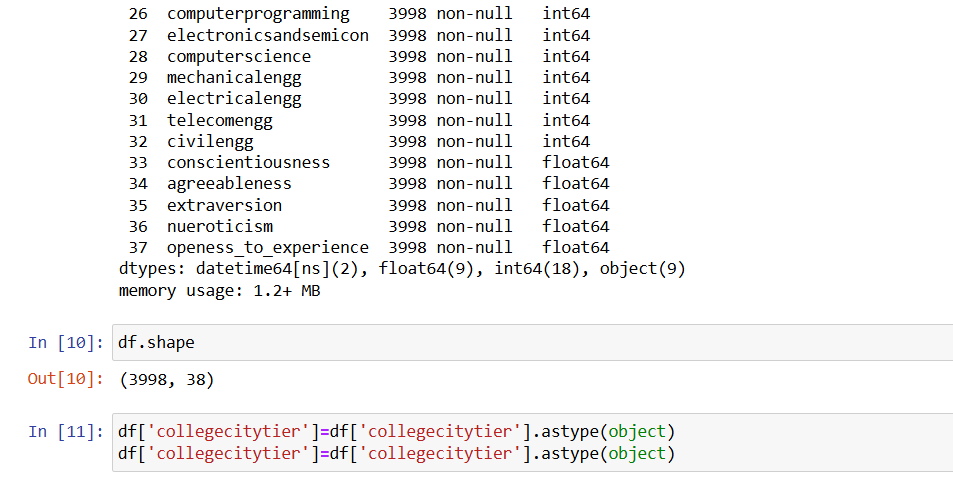 26 computerprogramming 3998 non-null int64
27 electronicsandsemicon 3998 non-null int64
28 computerscience 3998 non-null int64
29 mechanicalengg 3998 non-null int64
30 electricalengg 3998 non-null int64
31 telecomengg 3998 non-null int64
32 civilengg 3998 non-null int64
33 conscientiousness 3998 non-null float64
34 agreeableness 3998 non-null float64
35 extraversion 3998 non-null float64
36 nueroticism 3998 non-null float64
37 openess_to_experience 3998 non-null float64
dtypes: datetime64[ns](2), float64(9), int64(18), object(9)
memory usage: 1.2+ MB
In [10]: df.shape
Out[10]: (3998, 38)
In [11]: df['collegecitytier']=df['collegecitytier'].astype(object)
df['collegecitytier']=df['collegecitytier'].astype(object)